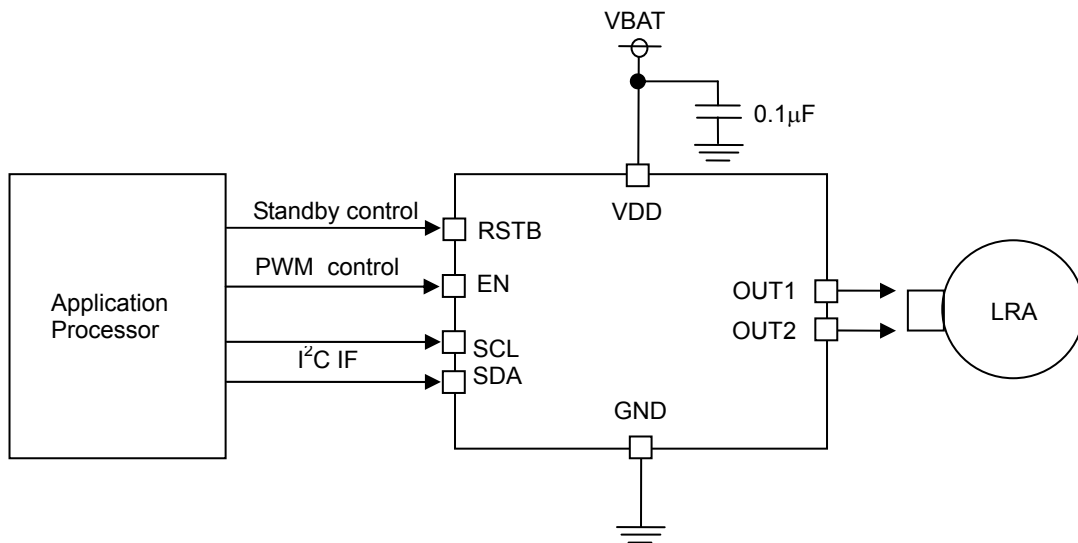 VBAT
0.1μF
VDD
Standby control
RSTB
PWM control
EN
Application
Processor
SCL
I²C IF
SDA
OUT1
OUT2
LRA
GND